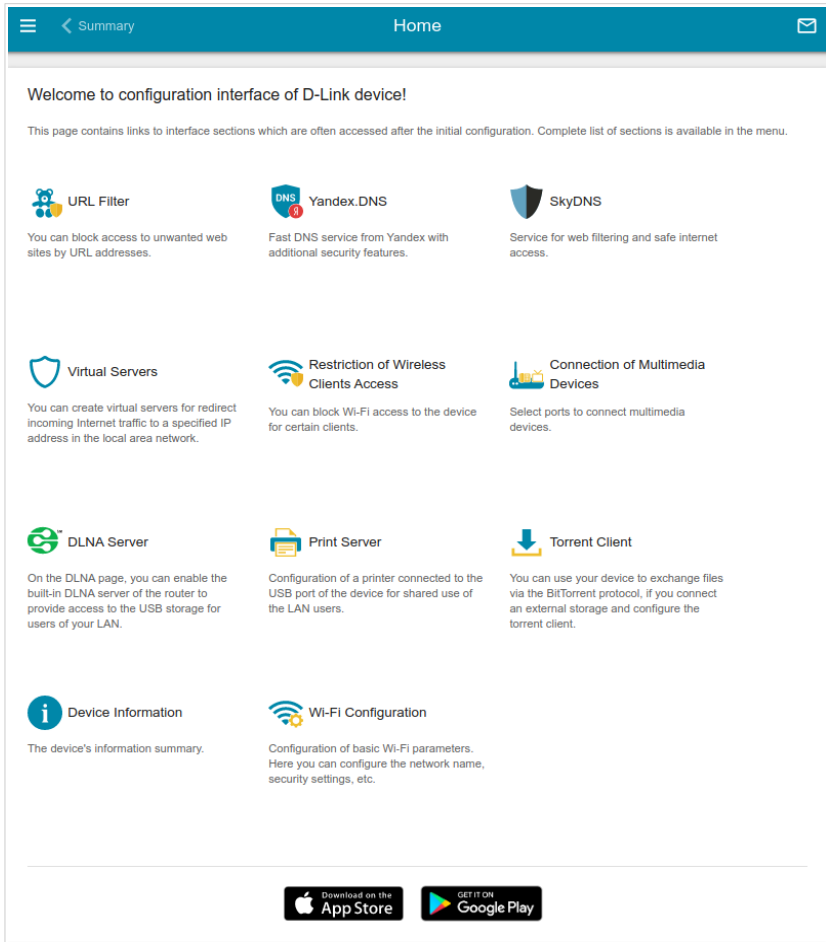 Summary
Home
Welcome to configuration interface of D-Link device!
This page contains links to interface sections which are often accessed after the initial configuration. Complete list of sections is available in the menu.
URL Filter
You can block access to unwanted web
sites by URL addresses.
DNS
Я
Yandex.DNS
Fast DNS service from Yandex with
additional security features.
SkyDNS
Service for web filtering and safe internet
access.
Virtual Servers
You can create virtual servers for redirect
incoming Internet traffic to a specified IP
address in the local area network.
Restriction of Wireless
Clients Access
You can block Wi-Fi access to the device
for certain clients.
Connection of Multimedia
Devices
Select ports to connect multimedia
devices.
DLNA Server
On the DLNA page, you can enable the
built-in DLNA server of the router to
provide access to the USB storage for
users of your LAN.
Print Server
Configuration of a printer connected to the
USB port of the device for shared use of
the LAN users.
Torrent Client
You can use your device to exchange files
via the BitTorrent protocol, if you connect
an external storage and configure the
torrent client.
i
Device Information
The device's information summary.
Wi-Fi Configuration
Configuration of basic Wi-Fi parameters.
Here you can configure the network name,
security settings, etc.
Download on the
App Store
GET IT ON
Google Play